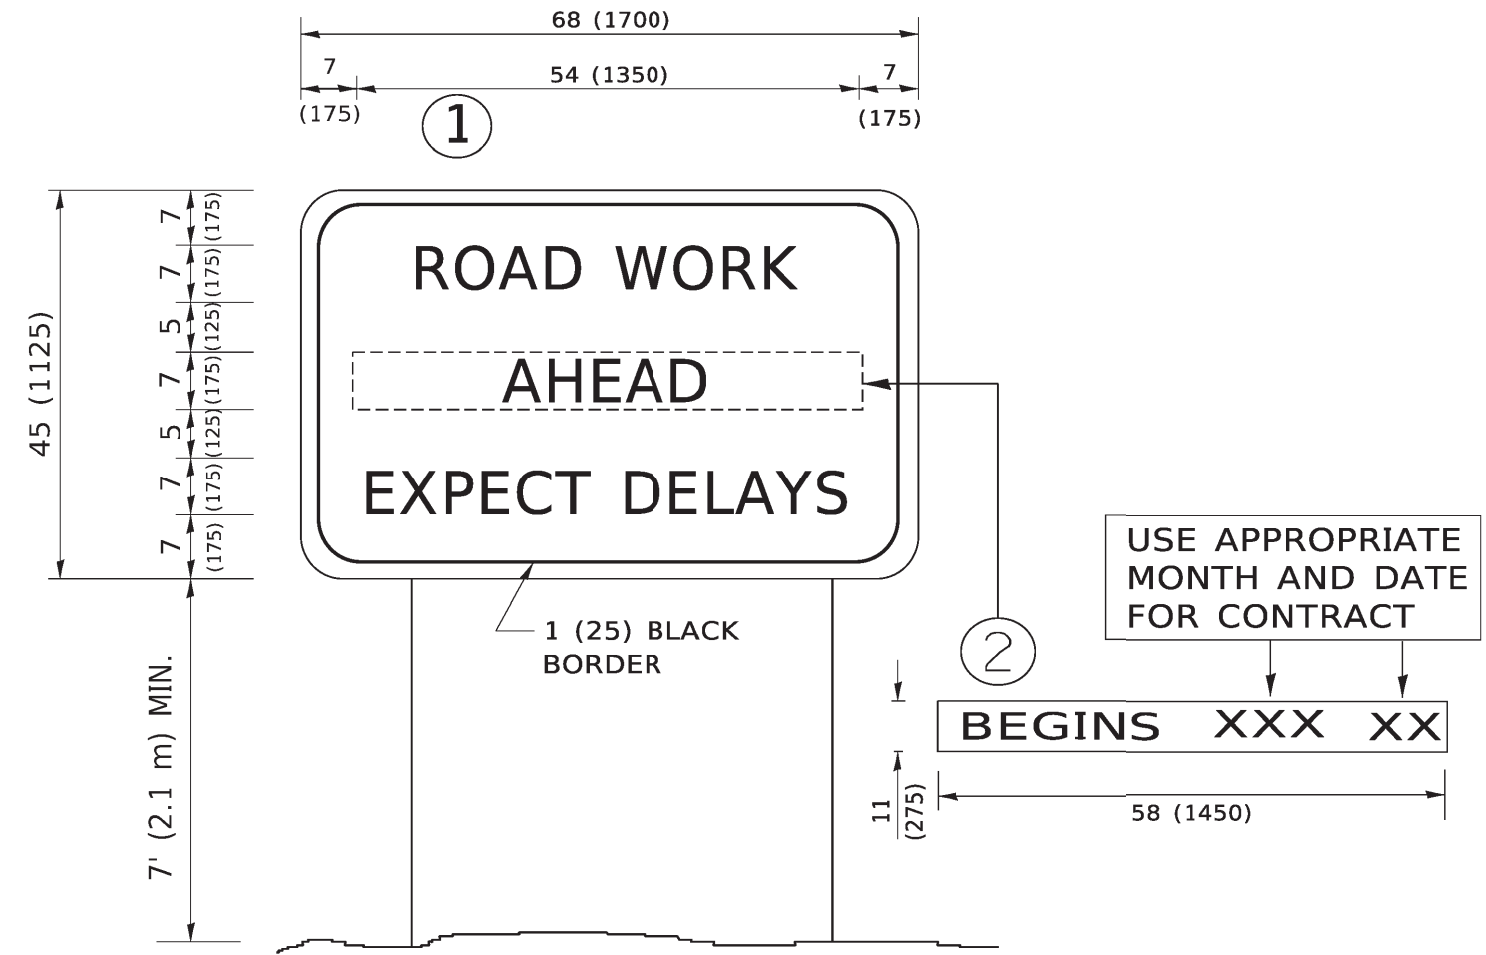 68 (1700)
7
54 (1350)
7
(175)
(175)
1
45 (1125)
7
(175)
7
(175)
5
(125)
7
(175)
5
(125)
7
(175)
7
(175)
ROAD WORK
AHEAD
EXPECT DELAYS
1 (25) BLACK
BORDER
7' (2.1 m) MIN.
2
USE APPROPRIATE
MONTH AND DATE
FOR CONTRACT
BEGINS XXX XX
11
(275)
58 (1450)